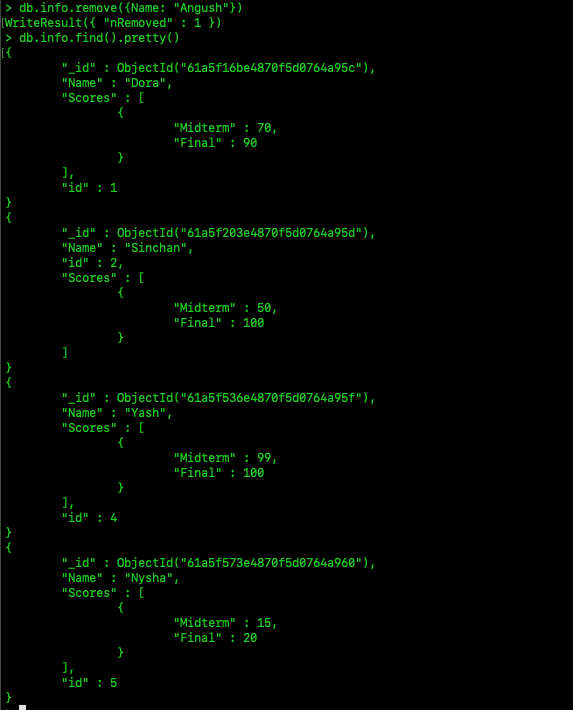 > db.info.remove({Name: "Angush"})
WriteResult({ "nRemoved" : 1 })
> db.info.find().pretty()
{
"_id" : ObjectId("61a5f16be4870f5d0764a95c"),
"Name" : "Dora",
"Scores" : [
{
"Midterm" : 70,
"Final" : 90
}
],
"id" : 1
}
{
"_id" : ObjectId("61a5f203e4870f5d0764a95d"),
"Name" : "Sinchan",
"id" : 2,
"Scores" : [
{
"Midterm" : 50,
"Final" : 100
}
]
}
{
"_id" : ObjectId("61a5f536e4870f5d0764a95f"),
"Name" : "Yash",
"Scores" : [
{
"Midterm" : 99,
"Final" : 100
}
],
"id" : 4
}
{
"_id" : ObjectId("61a5f573e4870f5d0764a960"),
"Name" : "Nysha",
"Scores" : [
{
"Midterm" : 15,
"Final" : 20
}
],
"id" : 5
}
>